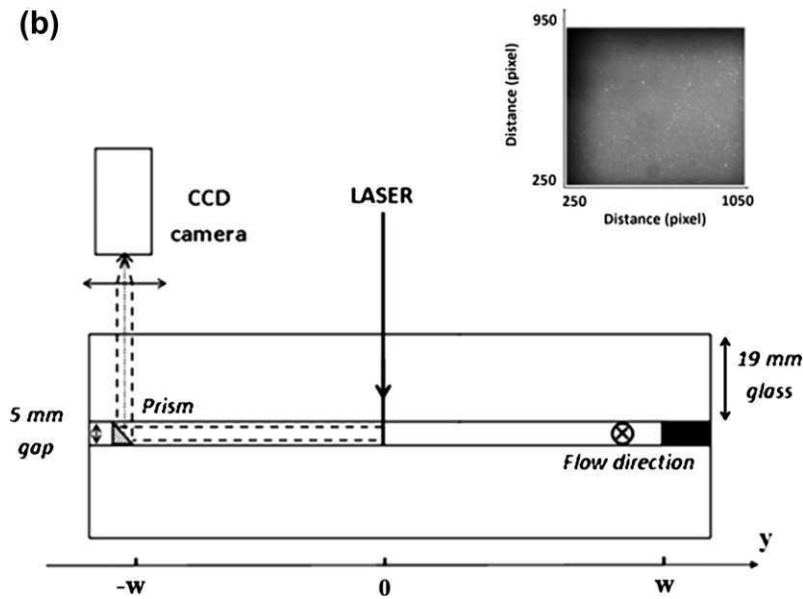 (b)
950
Distance (pixel)
250
250
1050
Distance (pixel)
CCD
camera
LASER
19 mm
glass
Prism
5 mm
gap
Flow direction
y
-w
0
w